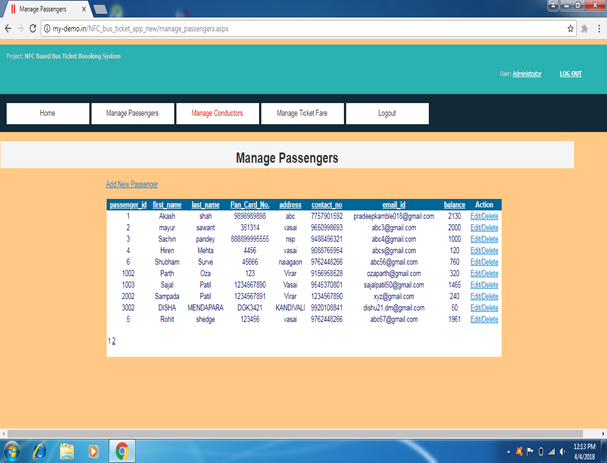 Manage Passengers
my-demo.in/NFC_bus_ticket_app_new/manage_passengers.aspx
Project: NFC Based Bus Ticket Boooking System
User: Administrator LOG OUT
Home Manage Passengers Manage Conductors Manage Ticket Fare Logout
Manage Passengers
Add New Passenger
passenger_id first_name last_name Pan_Card_No. address contact_no email_id balance Action
1 Akash shah 9898989898 abc 7757901592 pradeepkamble018@gmail.com 2130 Edit/Delete
2 mayur sawant 351314 vasai 9650998693 abc3@gmail.com 2000 Edit/Delete
3 Sachin pandey 888899995555 nsp 9488456321 abc4@gmail.com 1000 Edit/Delete
4 Hiren Mehta 4456 vasai 9088765954 abcs@gmail.com 120 Edit/Delete
6 Shubham Surve 45666 naiagaon 9762448266 abc56@gmail.com 760 Edit/Delete
1002 Parth Oza 123 Virar 9156958528 ozaparth@gmail.com 320 Edit/Delete
1003 Sajal Patil 1234567890 Vasai 9545370801 sajalpatil50@gmail.com 1465 Edit/Delete
2002 Sampada Patil 1234567891 Virar 1234567890 xyz@gmail.com 240 Edit/Delete
3002 DISHA MENDAPARA DGK3421 KANDIVALI 9920108841 dishu21.dm@gmail.com 50 Edit/Delete
5 Rohit shedge 123456 vasai 9762448266 abc67@gmail.com 1961 Edit/Delete
1 2
12:13 PM
4/4/2018